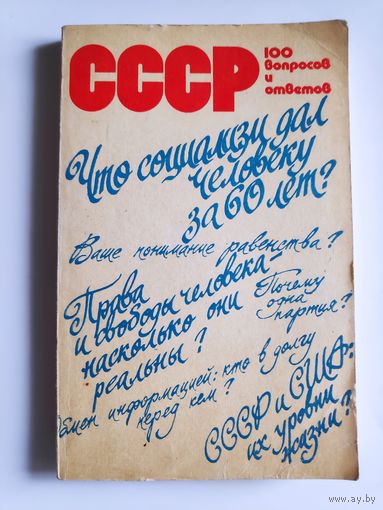 СССР
100
вопросов
и
ответов
Что социализм дал
человеку
за 60 лет?
Ваше понимание равенства?
Права
и свободы человека -
насколько они
реальны?
Почему
одна
партия?
Обмен информацией: кто в долгу
перед кем?
СССР и США:
их уровни
жизни?
www.ay.by